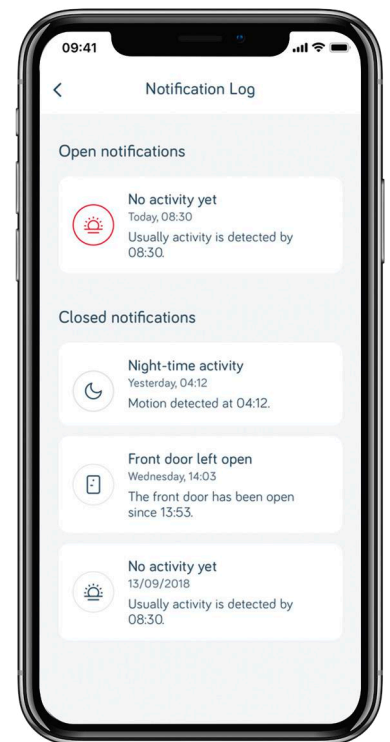 09:41
Notification Log
Open notifications
No activity yet
Today, 08:30
Usually activity is detected by
08:30.
Closed notifications
Night-time activity
Yesterday, 04:12
Motion detected at 04:12.
Front door left open
Wednesday, 14:03
The front door has been open
since 13:53.
No activity yet
13/09/2018
Usually activity is detected by
08:30.